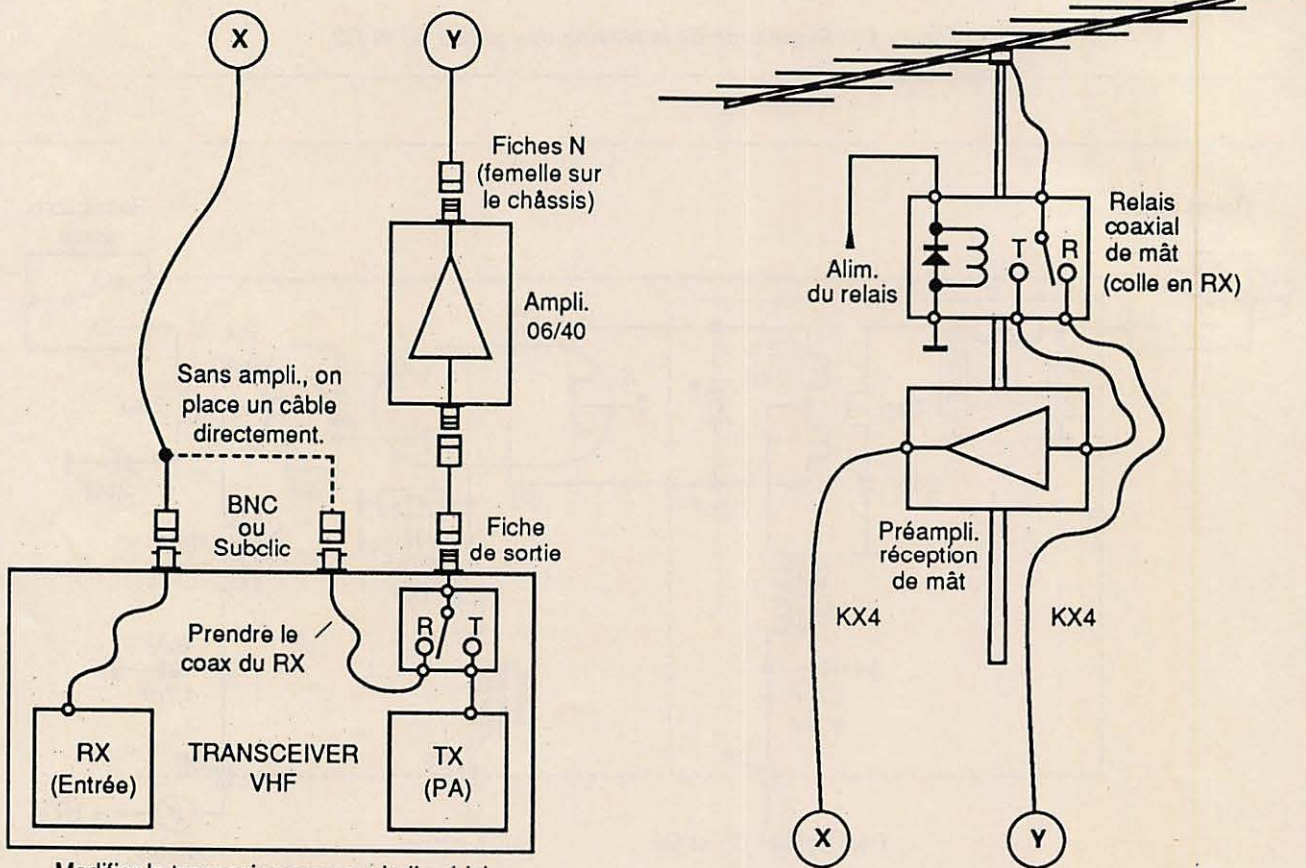 X
Y
Fiches N
(femelle sur
le châssis)
Ampli.
06/40
Sans ampli., on
place un câble
directement.
BNC
ou
Subclic
Fiche
de sortie
Prendre le
coax du RX
R
T
RX
(Entrée)
TRANSCEIVER
VHF
TX
(PA)
Relais
coaxial
de mât
(colle en RX)
T
R
Alim.
du relais
Préampli.
réception
de mât
KX4
KX4
X
Y